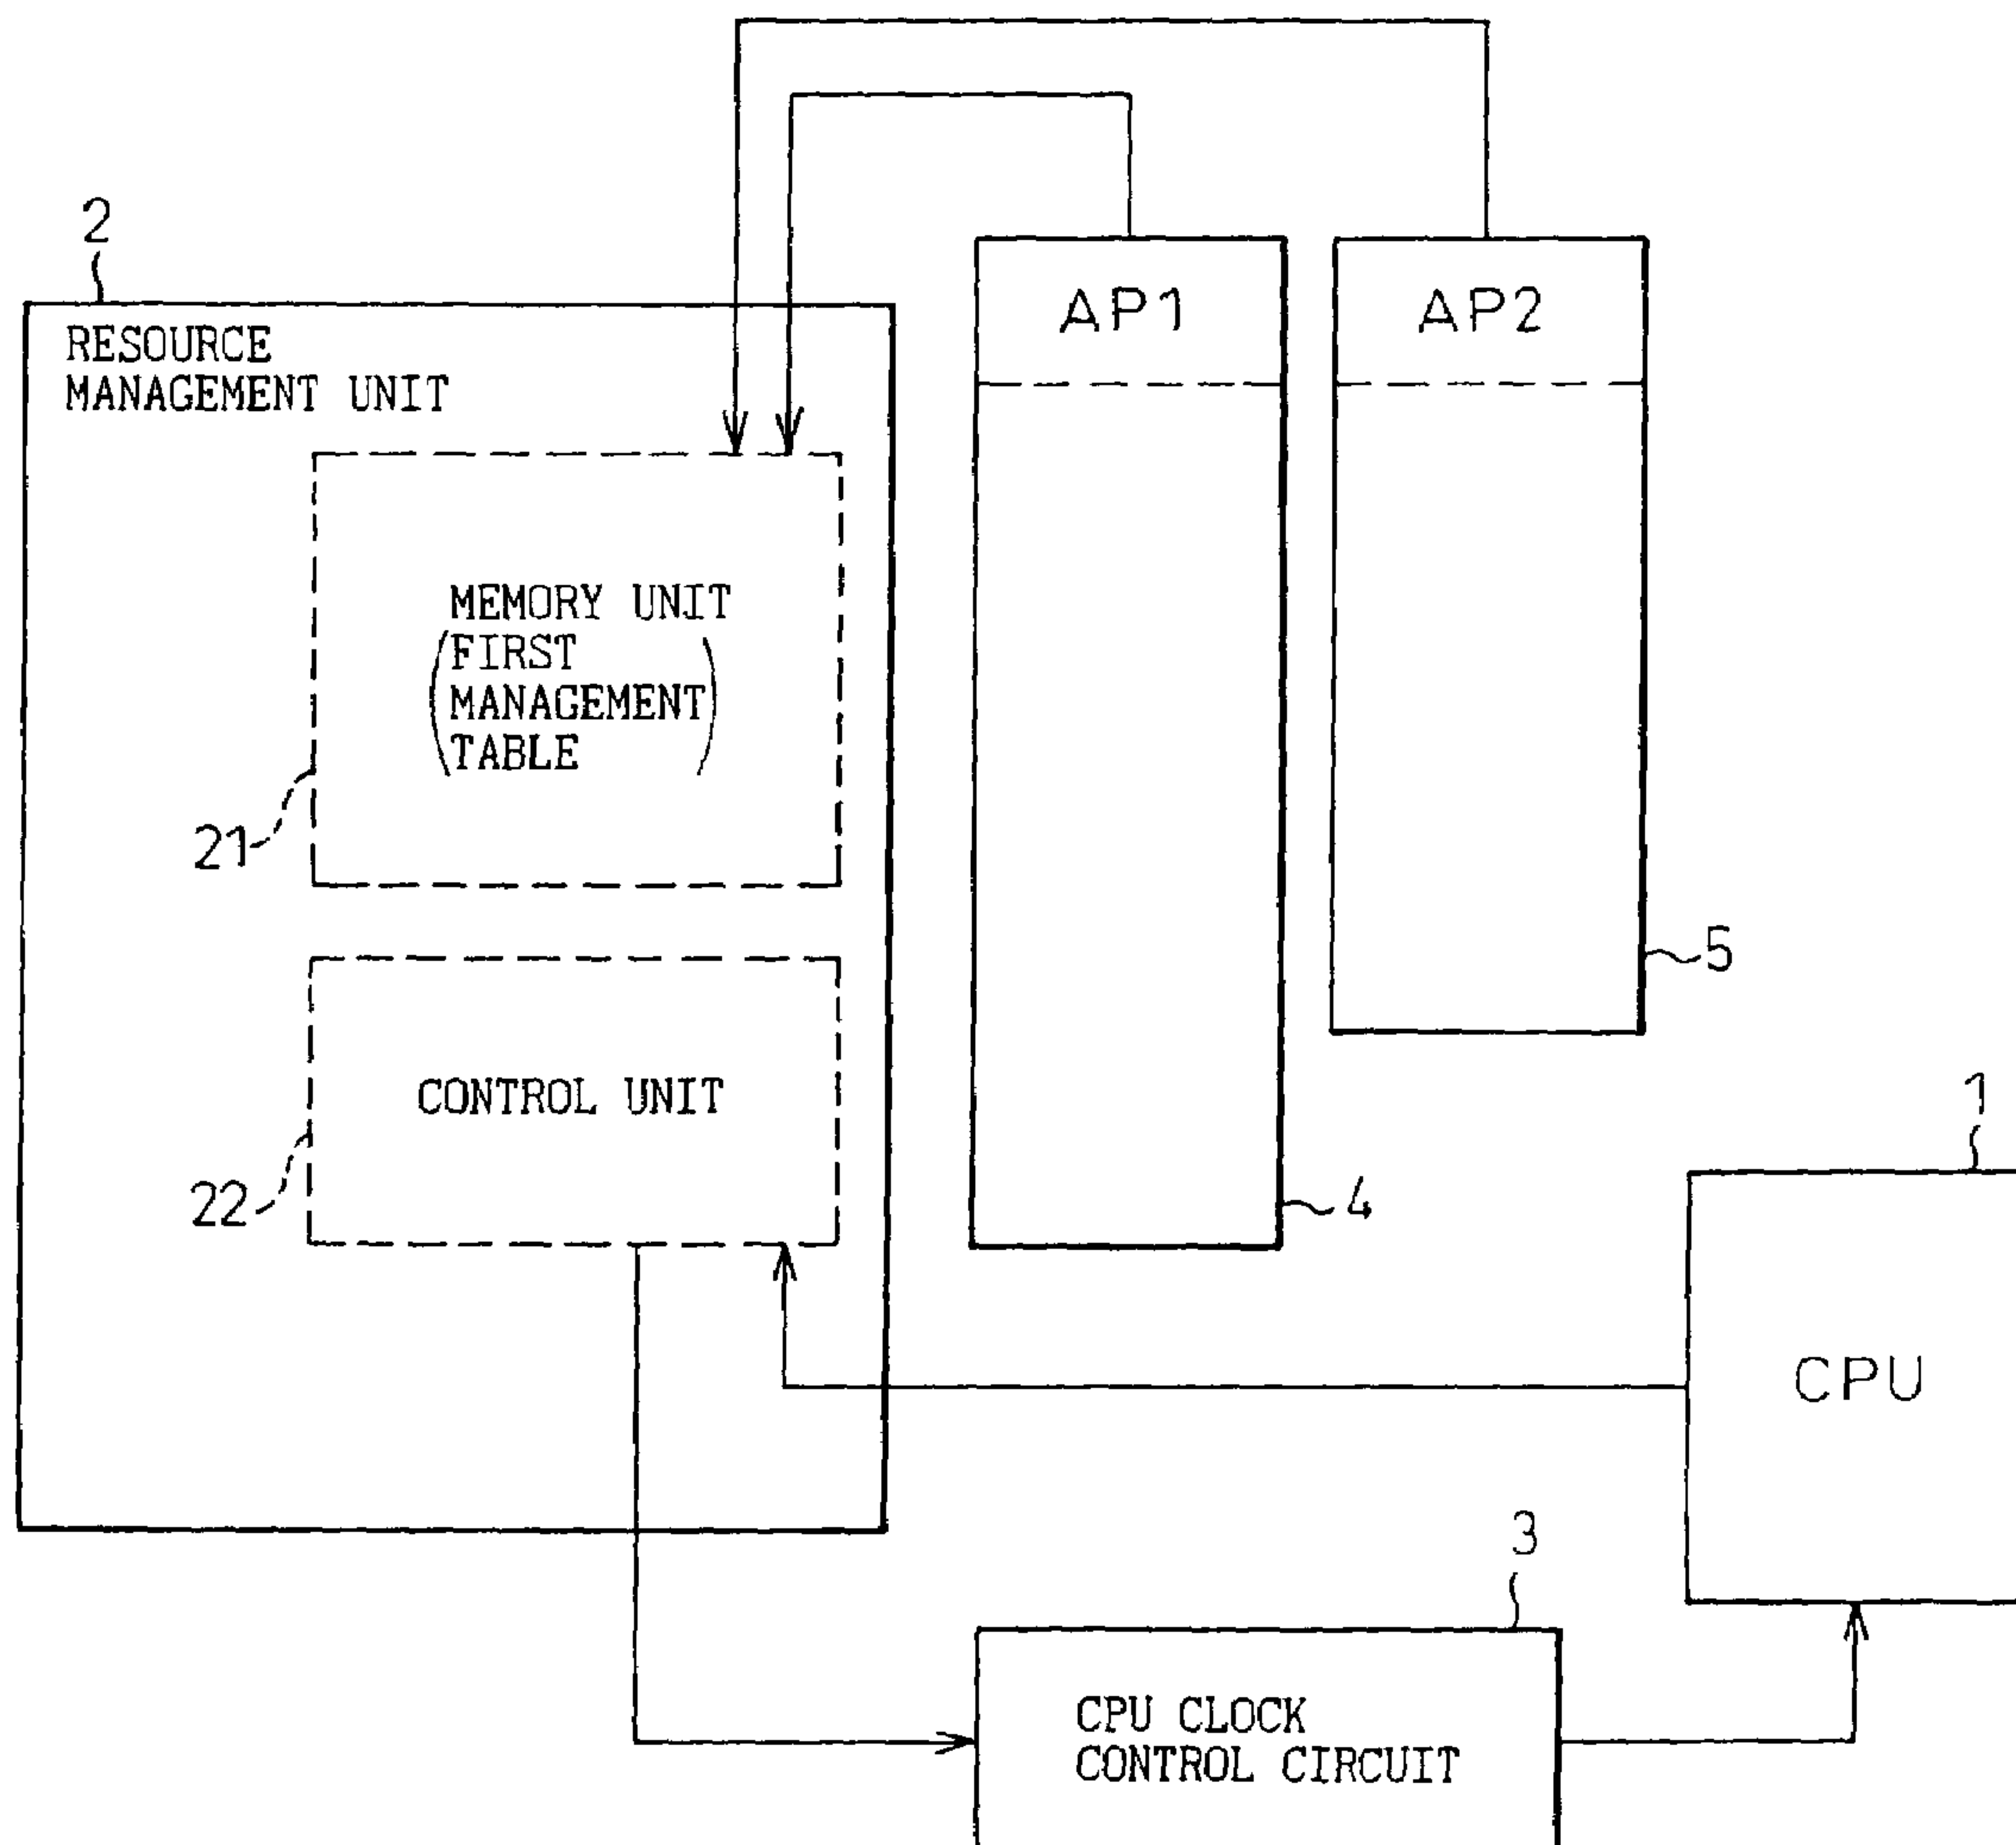 2
RESOURCE
MANAGEMENT UNIT
AP1
AP2
MEMORY UNIT
(FIRST
MANAGEMENT
TABLE)
21
5
CONTROL UNIT
22
4
1
CPU
3
CPU CLOCK
CONTROL CIRCUIT